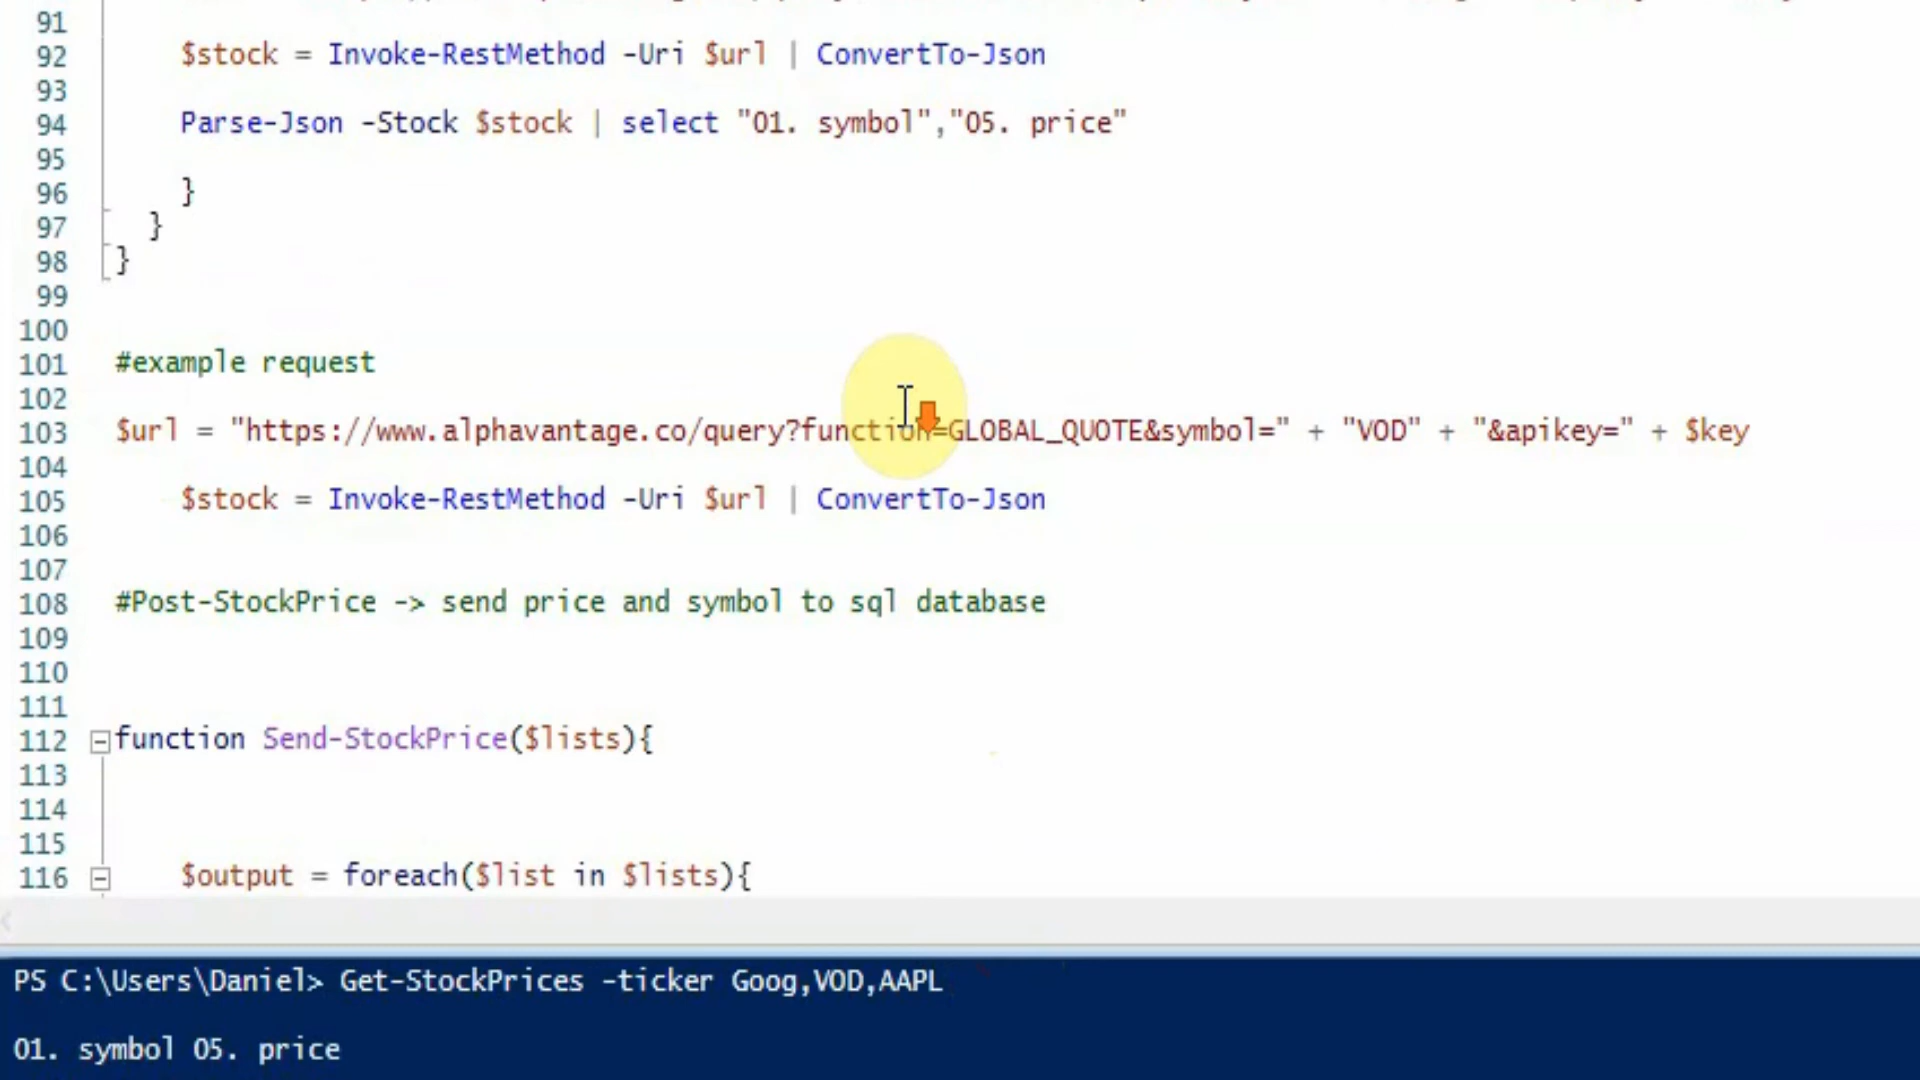 91
92 $stock = Invoke-RestMethod -Uri $url | ConvertTo-Json
93
94 Parse-Json -Stock $stock | select "01. symbol","05. price"
95
96 }
97 }
98 }
99
100
101 #example request
102
103 $url = "https://www.alphavantage.co/query?function=GLOBAL_QUOTE&symbol=" + "VOD" + "&apikey=" + $key
104
105 $stock = Invoke-RestMethod -Uri $url | ConvertTo-Json
106
107
108 #Post-StockPrice -> send price and symbol to sql database
109
110
111
112 function Send-StockPrice($lists){
113
114
115
116 $output = foreach($list in $lists){
PS C:\Users\Daniel> Get-StockPrices -ticker Goog,VOD,AAPL
01. symbol 05. price